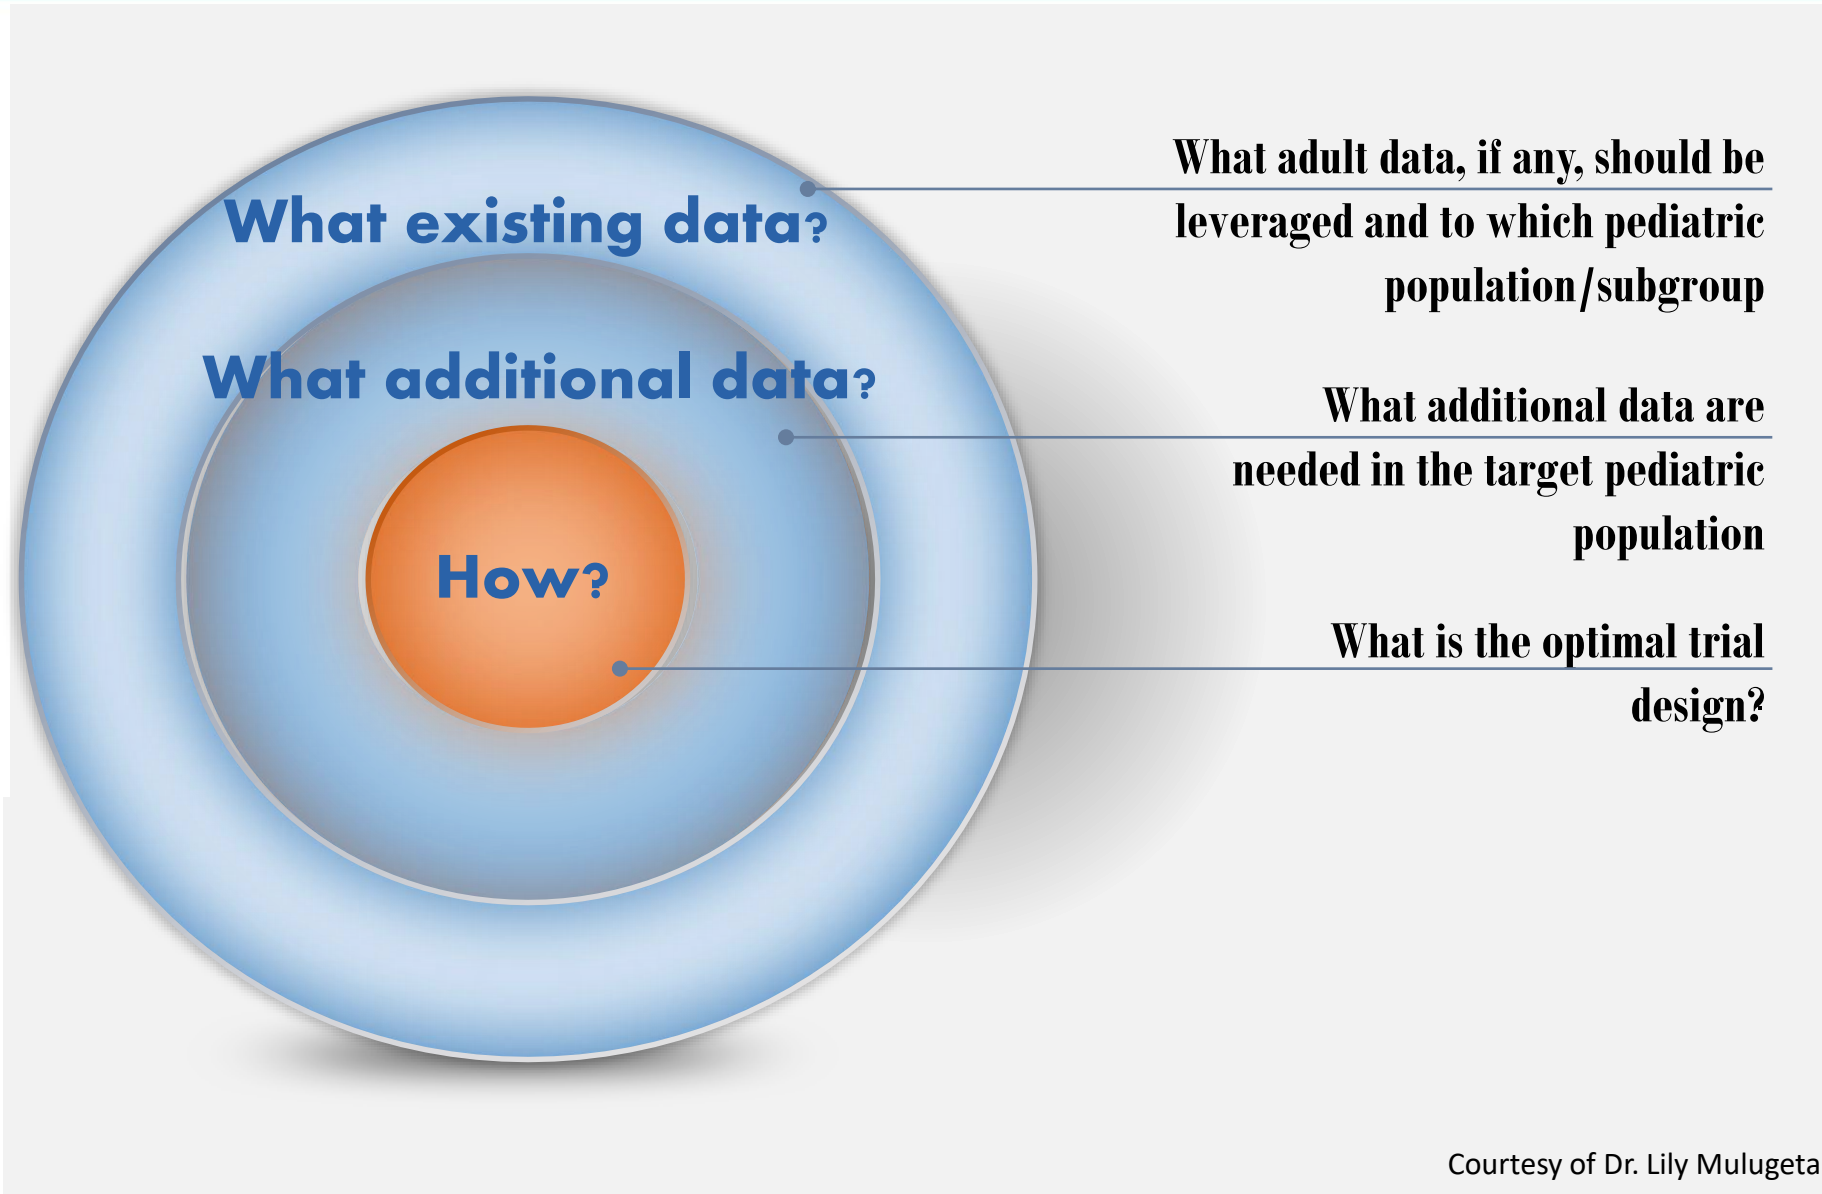 What existing data?
What additional data?
How?
What adult data, if any, should be
leveraged and to which pediatric
population/subgroup
What additional data are
needed in the target pediatric
population
What is the optimal trial
design?
Courtesy of Dr. Lily Mulugeta